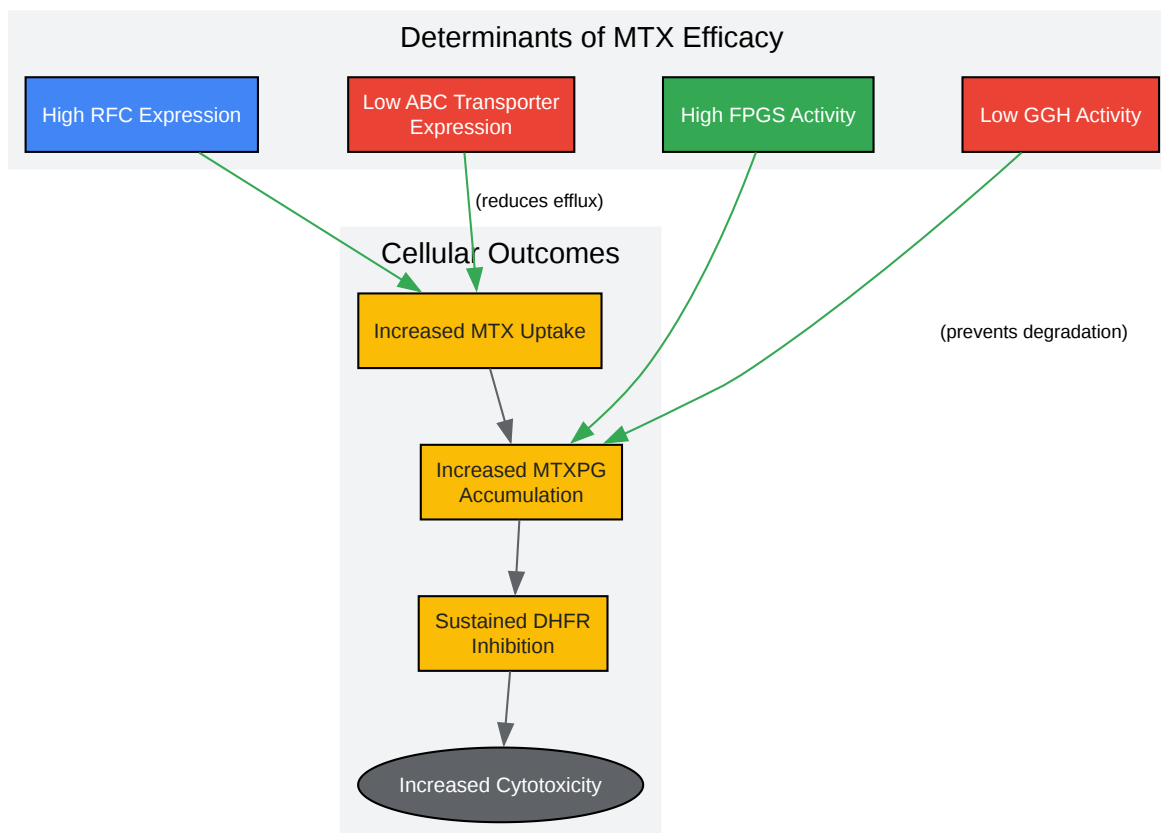 Determinants of MTX Efficacy
High RFC Expression
Low ABC Transporter
Expression
High FPGS Activity
Low GGH Activity
(reduces efflux)
Cellular Outcomes
Increased MTX Uptake
(prevents degradation)
Increased MTXPG
Accumulation
Sustained DHFR
Inhibition
Increased Cytotoxicity